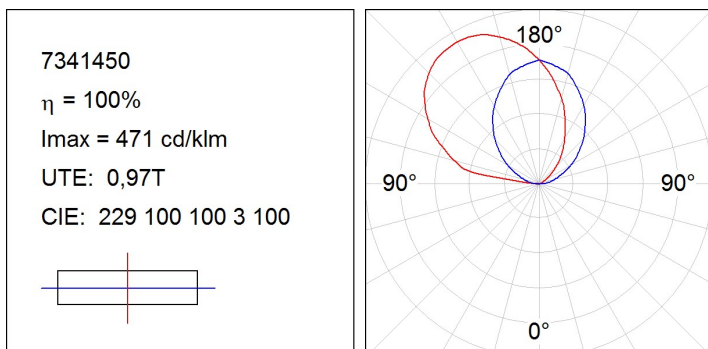 7341450
η = 100%
Imax = 471 cd/klm
UTE: 0,97T
CIE: 229 100 100 3 100
180°
90° 90°
0°